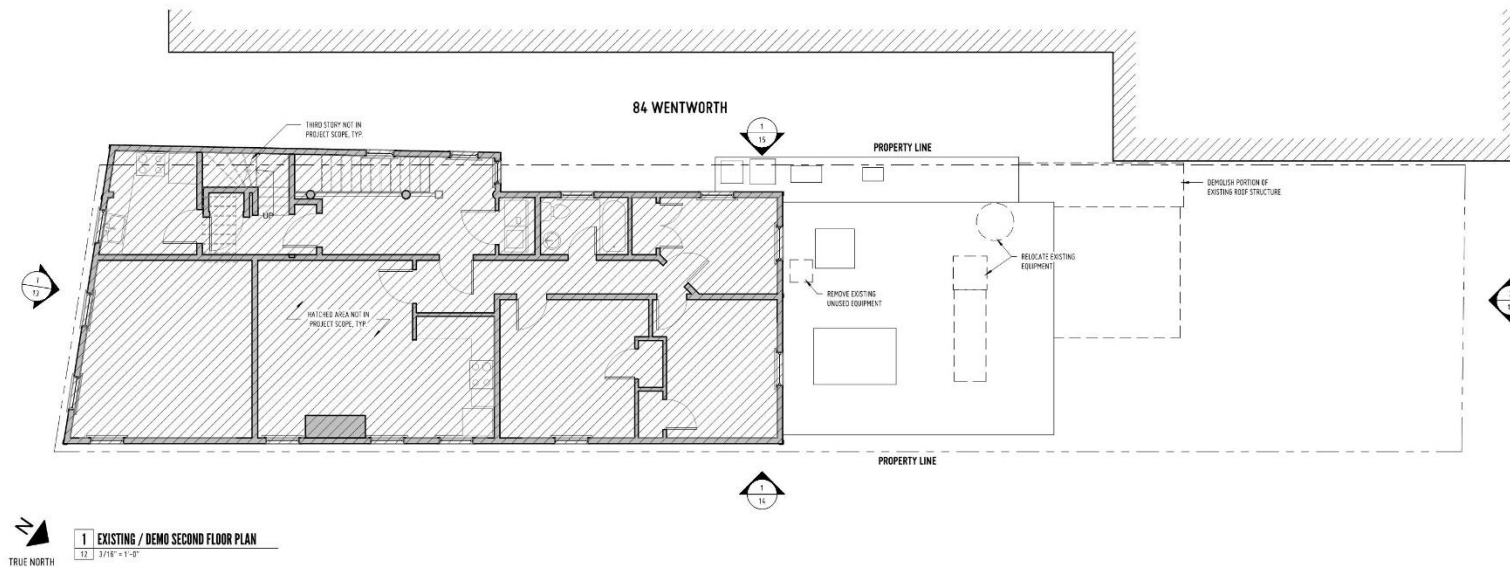 84 WENTWORTH
THIRD STORY NOT IN
PROJECT SCOPE, TYP.
1
15
PROPERTY LINE
DEMOLISH PORTION OF
EXISTING ROOF STRUCTURE
UP
RELOCATE EXISTING
EQUIPMENT
1
13
REMOVE EXISTING
UNUSED EQUIPMENT
HATCHED AREA NOT IN
PROJECT SCOPE, TYP.
PROPERTY LINE
1
14
N
TRUE NORTH
1 EXISTING / DEMO SECOND FLOOR PLAN
12 3/16" = 1'-0"